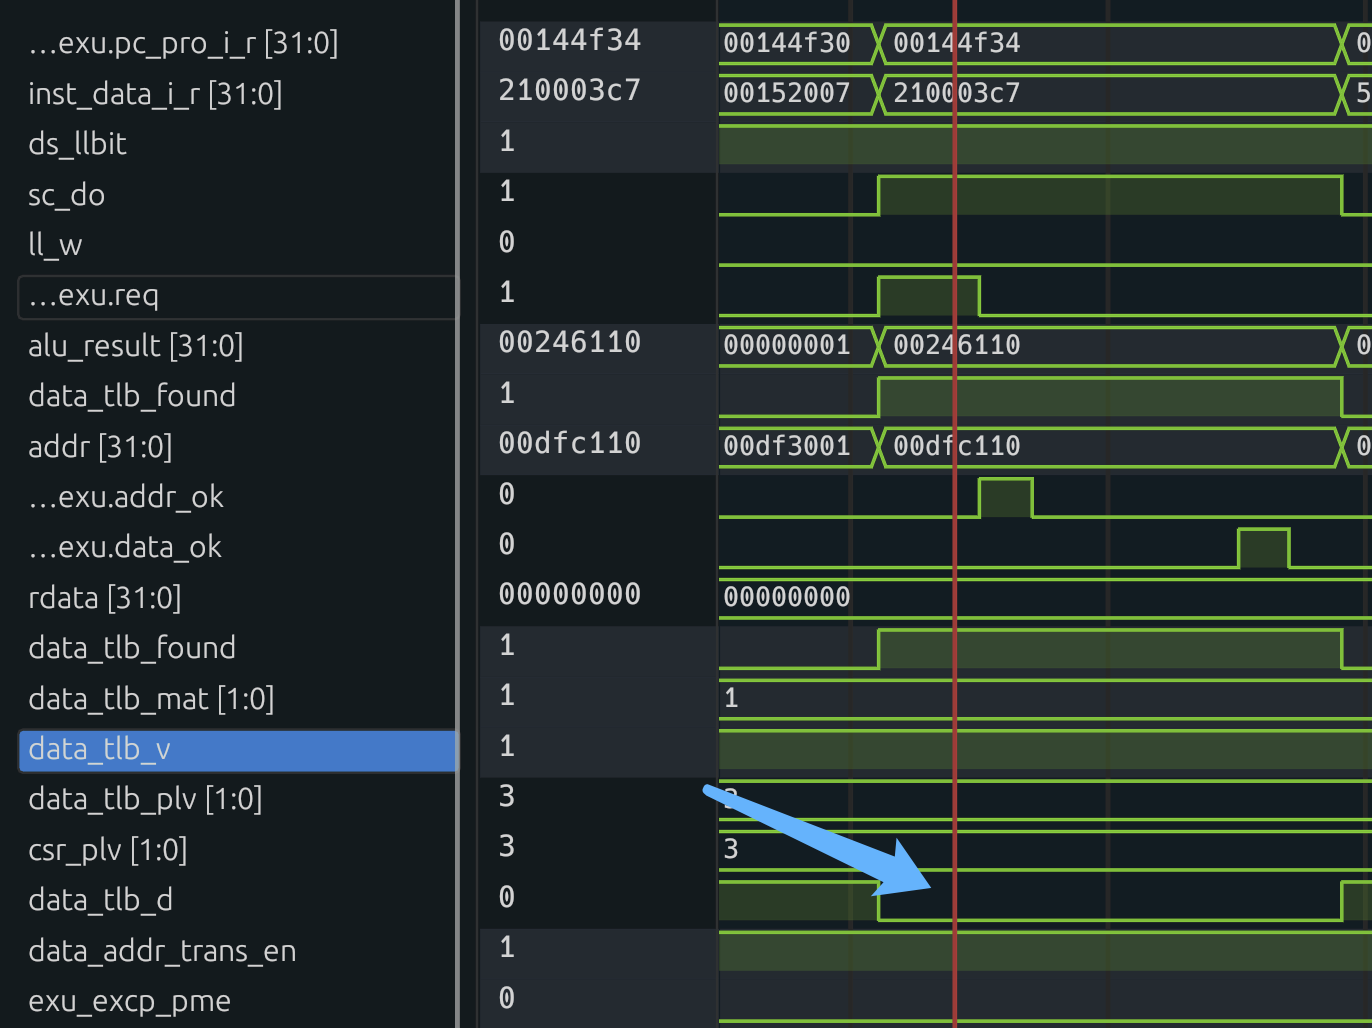 …exu.pc_pro_i_r [31:0] 00144f34 00144f30 00144f34 0
inst_data_i_r [31:0] 210003c7 00152007 210003c7 5
ds_llbit 1
sc_do 1
ll_w 0
…exu.req 1
alu_result [31:0] 00246110 00000001 00246110 0
data_tlb_found 1
addr [31:0] 00dfc110 00df3001 00dfc110 0
…exu.addr_ok 0
…exu.data_ok 0
rdata [31:0] 00000000 00000000
data_tlb_found 1
data_tlb_mat [1:0] 1 1
data_tlb_v 1
data_tlb_plv [1:0] 3 3
csr_plv [1:0] 3 3
data_tlb_d 0
data_addr_trans_en 1
exu_excp_pme 0